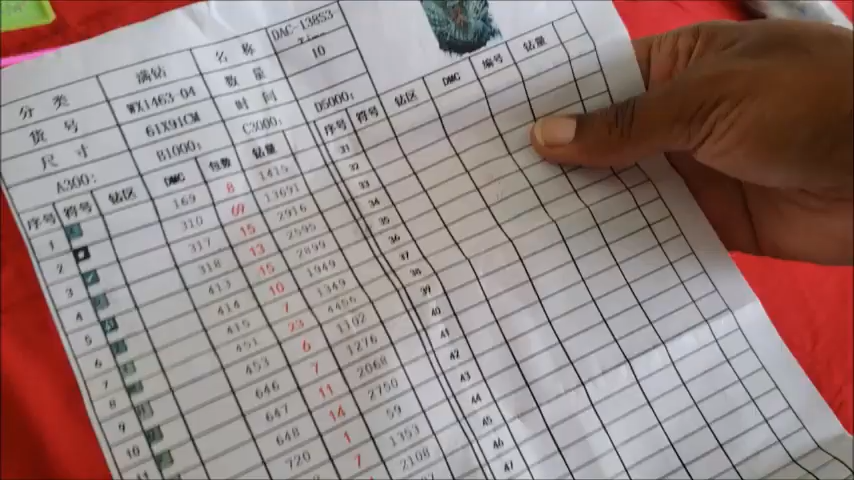 分类 满钻 名称 DAC-138S3
货号 WX1463-04 数量 10
尺寸 61X91CM 时间
A300: B1000: C3000: D5000:
序号 符号 钻区 DMC 包数 钻量 序号 符号 钻区 DMC 编号 钻量
1 169 8 1415 31
2 310 69 13691 32
3 317 15 2916 33
4 318 13 2595 34
5 413 15 2899 35
6 414 10 1949 36
7 415 7 1349 37
8 451 23 4456 38
9 453 6 1102 39
10 646 7 1276 40
11 647 11 2068 41
648 14 2750 42
720 1 59 43
7 1353 44
2108 45
46
47